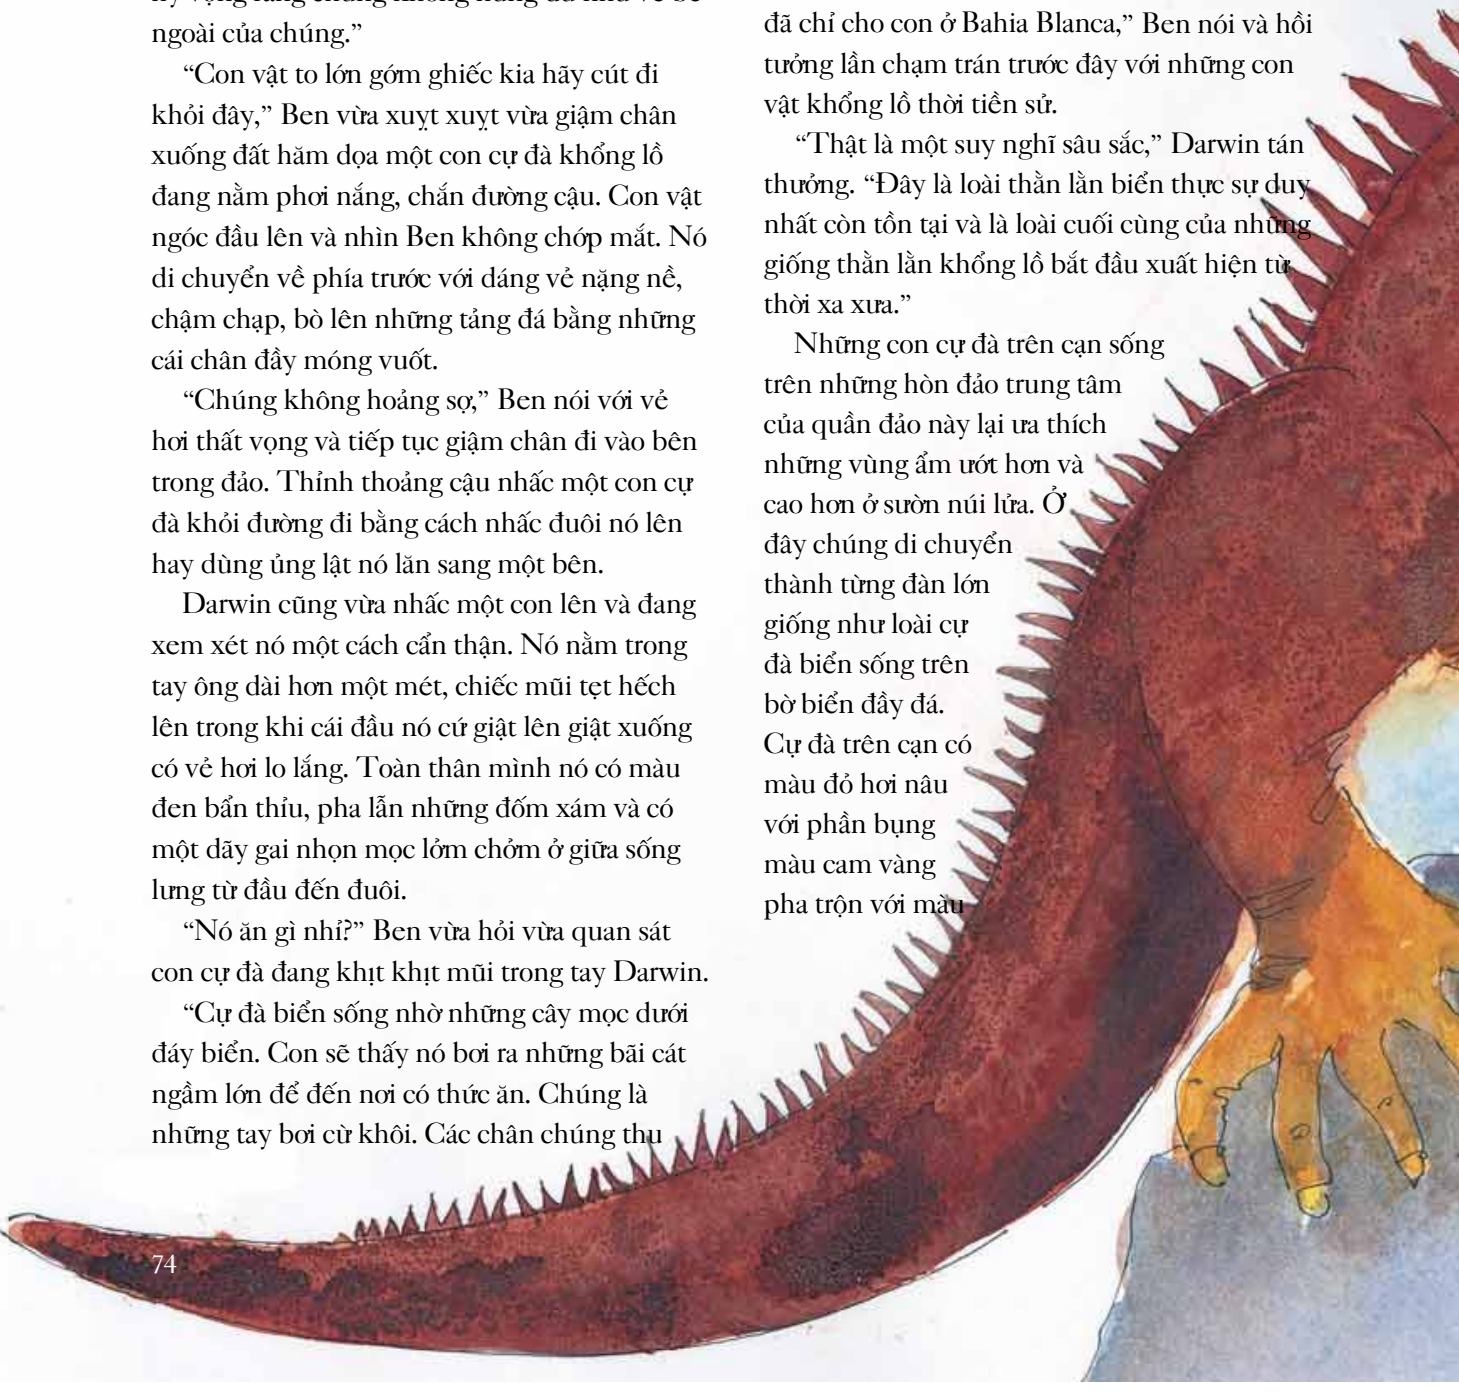 ngoài của chúng.”
“Con vật to lớn gớm ghiếc kia hãy cút đi
khỏi đây,” Ben vừa xuỵt xuỵt vừa giậm chân
xuống đất hăm dọa một con cự đà khổng lồ
đang nằm phơi nắng, chắn đường cậu. Con vật
ngóc đầu lên và nhìn Ben không chớp mắt. Nó
di chuyển về phía trước với dáng vẻ nặng nề,
chậm chạp, bò lên những tảng đá bằng những
cái chân đầy móng vuốt.
“Chúng không hoảng sợ,” Ben nói với vẻ
hơi thất vọng và tiếp tục giậm chân đi vào bên
trong đảo. Thỉnh thoảng cậu nhấc một con cự
đà khỏi đường đi bằng cách nhấc đuôi nó lên
hay dùng ủng lật nó lăn sang một bên.
Darwin cũng vừa nhấc một con lên và đang
xem xét nó một cách cẩn thận. Nó nằm trong
tay ông dài hơn một mét, chiếc mũi tẹt hếch
lên trong khi cái đầu nó cứ giật lên giật xuống
có vẻ hơi lo lắng. Toàn thân mình nó có màu
đen bẩn thỉu, pha lẫn những đốm xám và có
một dãy gai nhọn mọc lởm chởm ở giữa sống
lưng từ đầu đến đuôi.
“Nó ăn gì nhỉ?” Ben vừa hỏi vừa quan sát
con cự đà đang khịt khịt mũi trong tay Darwin.
“Cự đà biển sống nhờ những cây mọc dưới
đáy biển. Con sẽ thấy nó bơi ra những bãi cát
ngầm lớn để đến nơi có thức ăn. Chúng là
những tay bơi cừ khôi. Các chân chúng thu
đã chỉ cho con ở Bahia Blanca,” Ben nói và hồi
tưởng lần chạm trán trước đây với những con
vật khổng lồ thời tiền sử.
“Thật là một suy nghĩ sâu sắc,” Darwin tán
thưởng. “Đây là loài thằn lằn biển thực sự duy
nhất còn tồn tại và là loài cuối cùng của những
giống thằn lằn khổng lồ bắt đầu xuất hiện từ
thời xa xưa.”
Những con cự đà trên cạn sống
trên những hòn đảo trung tâm
của quần đảo này lại ưa thích
những vùng ẩm ướt hơn và
cao hơn ở sườn núi lửa. Ở
đây chúng di chuyển
thành từng đàn lớn
giống như loài cự
đà biển sống trên
bờ biển đầy đá.
Cự đà trên cạn có
màu đỏ hơi nâu
với phần bụng
màu cam vàng
pha trộn với màu
74